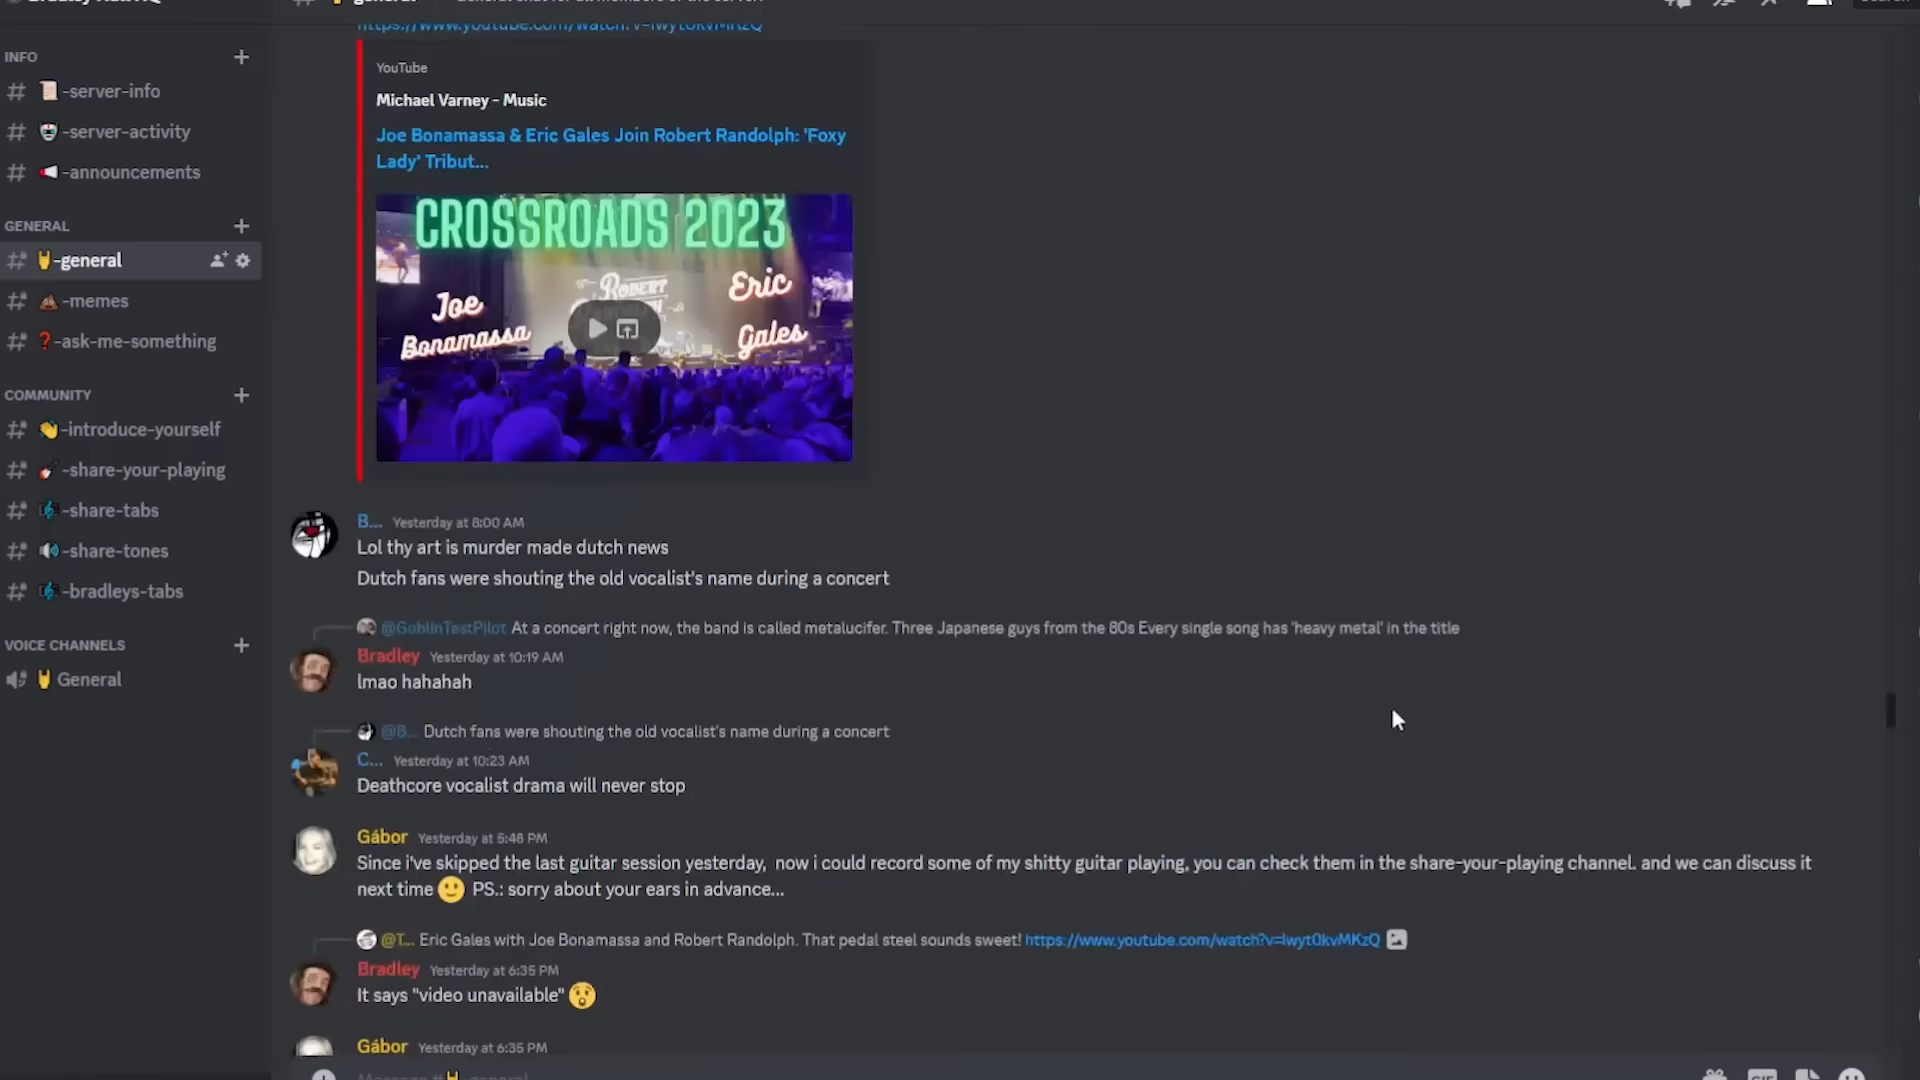 general
https://www.youtube.com/watch?v=lwyt0kvMKzQ
INFO
-server-info
-server-activity
-announcements
GENERAL
-general
-memes
-ask-me-something
COMMUNITY
-introduce-yourself
-share-your-playing
-share-tabs
-share-tones
-bradleys-tabs
VOICE CHANNELS
General
YouTube
Michael Varney - Music
Joe Bonamassa & Eric Gales Join Robert Randolph: 'Foxy
Lady' Tribut...
CROSSROADS 2023
Joe
Bonamassa
ROBERT
Eric
Gales
B... Yesterday at 8:00 AM
Lol thy art is murder made dutch news
Dutch fans were shouting the old vocalist's name during a concert
@GoblinTestPilot At a concert right now, the band is called metalucifer. Three Japanese guys from the 80s Every single song has 'heavy metal' in the title
Bradley Yesterday at 10:19 AM
lmao hahahah
@B... Dutch fans were shouting the old vocalist's name during a concert
C... Yesterday at 10:23 AM
Deathcore vocalist drama will never stop
Gábor Yesterday at 5:48 PM
Since i've skipped the last guitar session yesterday, now i could record some of my shitty guitar playing, you can check them in the share-your-playing channel. and we can discuss it
next time 🙂 PS.: sorry about your ears in advance...
@T... Eric Gales with Joe Bonamassa and Robert Randolph. That pedal steel sounds sweet! https://www.youtube.com/watch?v=lwyt0kvMKzQ
Bradley Yesterday at 6:35 PM
It says "video unavailable" 😲
Gábor Yesterday at 6:35 PM